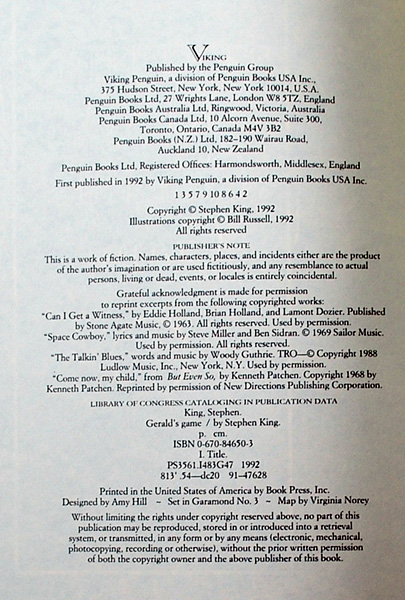 VIKING
Published by the Penguin Group
Viking Penguin, a division of Penguin Books USA Inc.,
375 Hudson Street, New York, New York 10014, U.S.A.
Penguin Books Ltd, 27 Wrights Lane, London W8 5TZ, England
Penguin Books Australia Ltd, Ringwood, Victoria, Australia
Penguin Books Canada Ltd, 10 Alcorn Avenue, Suite 300,
Toronto, Ontario, Canada M4V 3B2
Penguin Books (N.Z.) Ltd, 182–190 Wairau Road,
Auckland 10, New Zealand
Penguin Books Ltd, Registered Offices: Harmondsworth, Middlesex, England
First published in 1992 by Viking Penguin, a division of Penguin Books USA Inc.
1 3 5 7 9 10 8 6 4 2
Copyright © Stephen King, 1992
Illustrations copyright © Bill Russell, 1992
All rights reserved
PUBLISHER'S NOTE
This is a work of fiction. Names, characters, places, and incidents either are the product
of the author's imagination or are used fictitiously, and any resemblance to actual
persons, living or dead, events, or locales is entirely coincidental.
Grateful acknowledgment is made for permission
to reprint excerpts from the following copyrighted works:
"Can I Get a Witness," by Eddie Holland, Brian Holland, and Lamont Dozier. Published
by Stone Agate Music, © 1963. All rights reserved. Used by permission.
"Space Cowboy," lyrics and music by Steve Miller and Ben Sidran. © 1969 Sailor Music.
Used by permission. All rights reserved.
"The Talkin' Blues," words and music by Woody Guthrie. TRO—© Copyright 1988
Ludlow Music, Inc., New York, N.Y. Used by permission.
"Come now, my child," from But Even So, by Kenneth Patchen. Copyright 1968 by
Kenneth Patchen. Reprinted by permission of New Directions Publishing Corporation.
LIBRARY OF CONGRESS CATALOGING IN PUBLICATION DATA
King, Stephen.
Gerald's game / by Stephen King.
p. cm.
ISBN 0-670-84650-3
I. Title.
PS3561.I483G47 1992
813'.54—dc20 91-47628
Printed in the United States of America by Book Press, Inc.
Designed by Amy Hill ~ Set in Garamond No. 3 ~ Map by Virginia Norey
Without limiting the rights under copyright reserved above, no part of this
publication may be reproduced, stored in or introduced into a retrieval
system, or transmitted, in any form or by any means (electronic, mechanical,
photocopying, recording or otherwise), without the prior written permission
of both the copyright owner and the above publisher of this book.